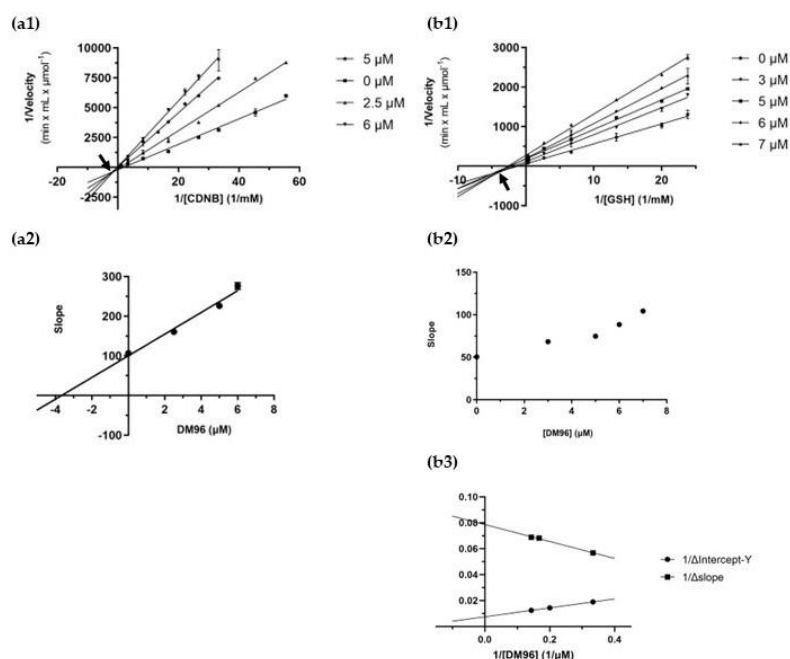 (a1)
1/Velocity
(min x mL x µmol⁻¹)
10000
7500
5000
2500
-2500
-20
0
20
40
60
1/[CDNB] (1/mM)
5 µM
0 µM
2.5 µM
6 µM
(b1)
1/Velocity
(min x mL x µmol⁻¹)
3000
2000
1000
-1000
-10
0
10
20
30
1/[GSH] (1/mM)
0 µM
3 µM
5 µM
6 µM
7 µM
(a2)
Slope
300
200
100
-100
-4
-2
0
2
4
6
8
DM96 (µM)
(b2)
Slope
150
100
50
0
0
2
4
6
8
[DM96] (µM)
(b3)
0.10
0.08
0.06
0.04
0.02
0.0
0.2
0.4
1/[DM96] (1/µM)
1/ΔIntercept-Y
1/Δslope